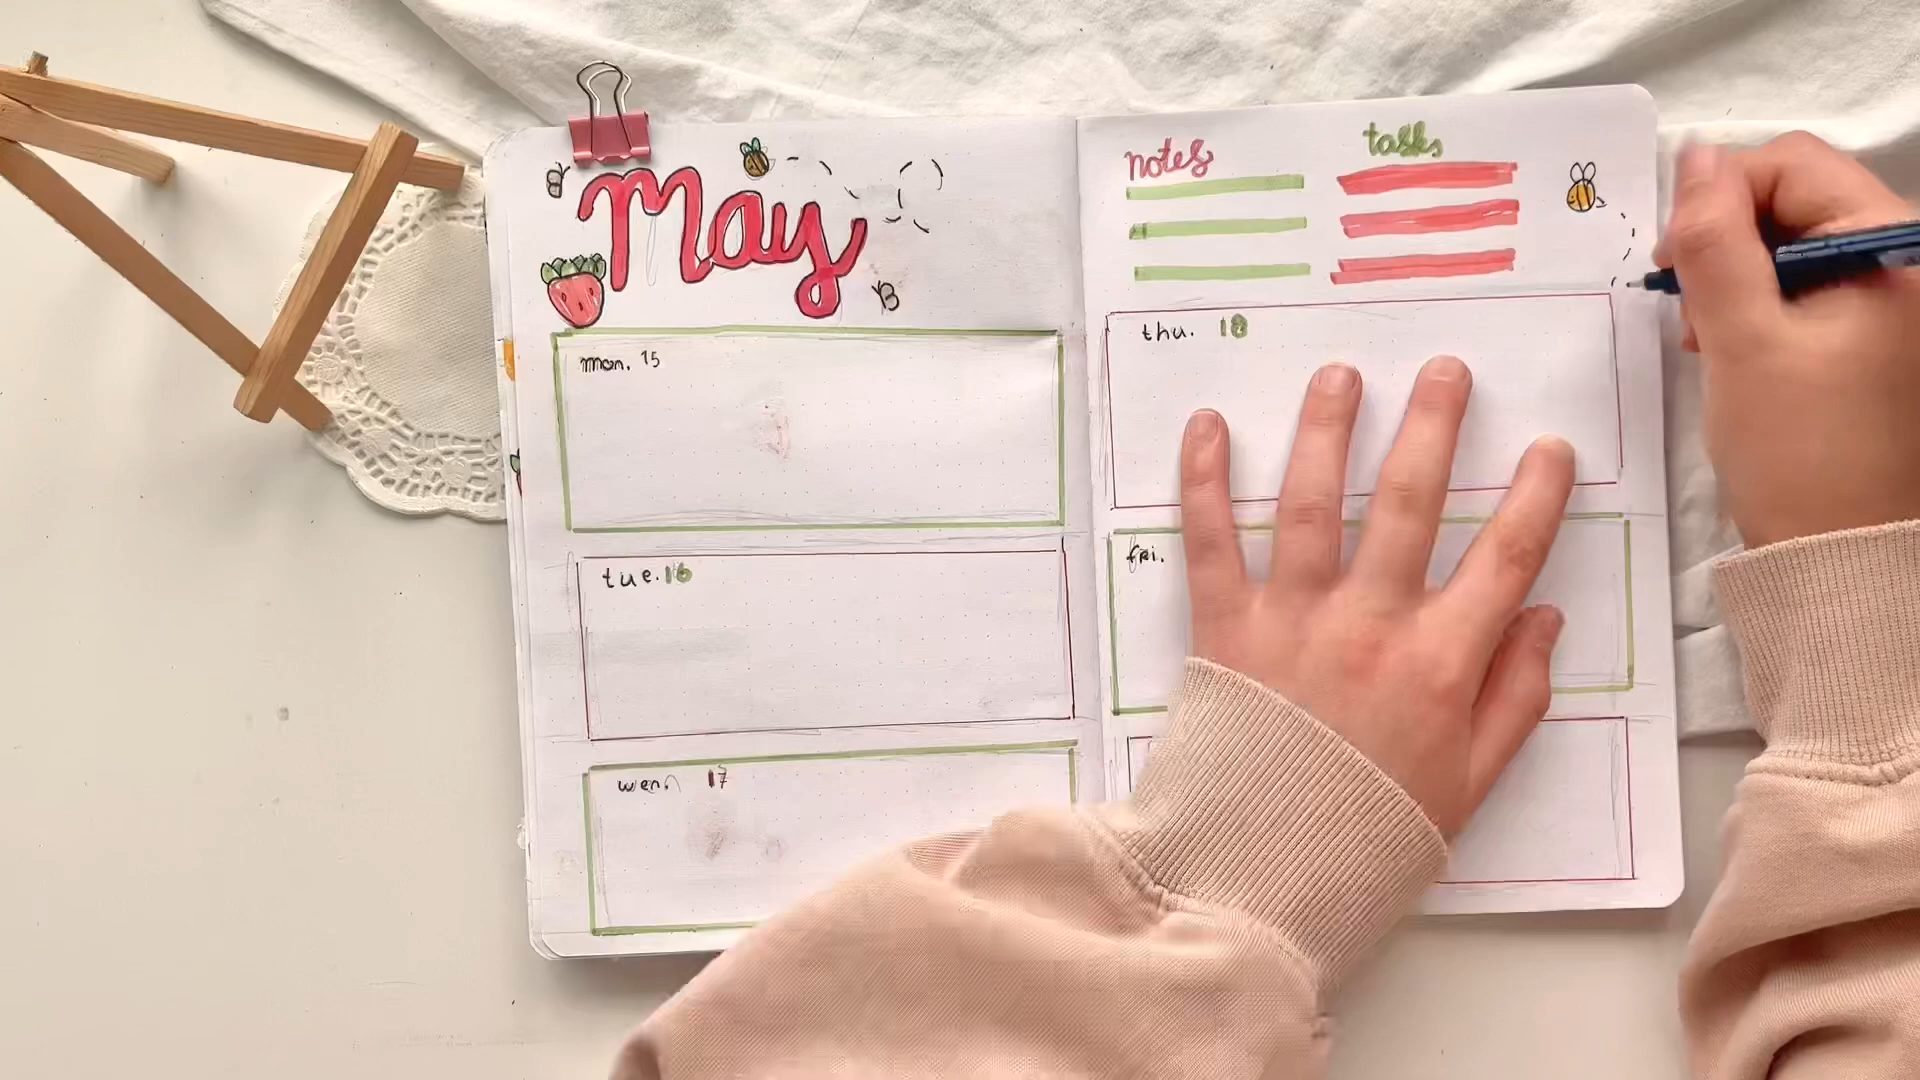 May
mon. 15
tue. 16
wen. 17
notes
tasks
thu. 18
fri.